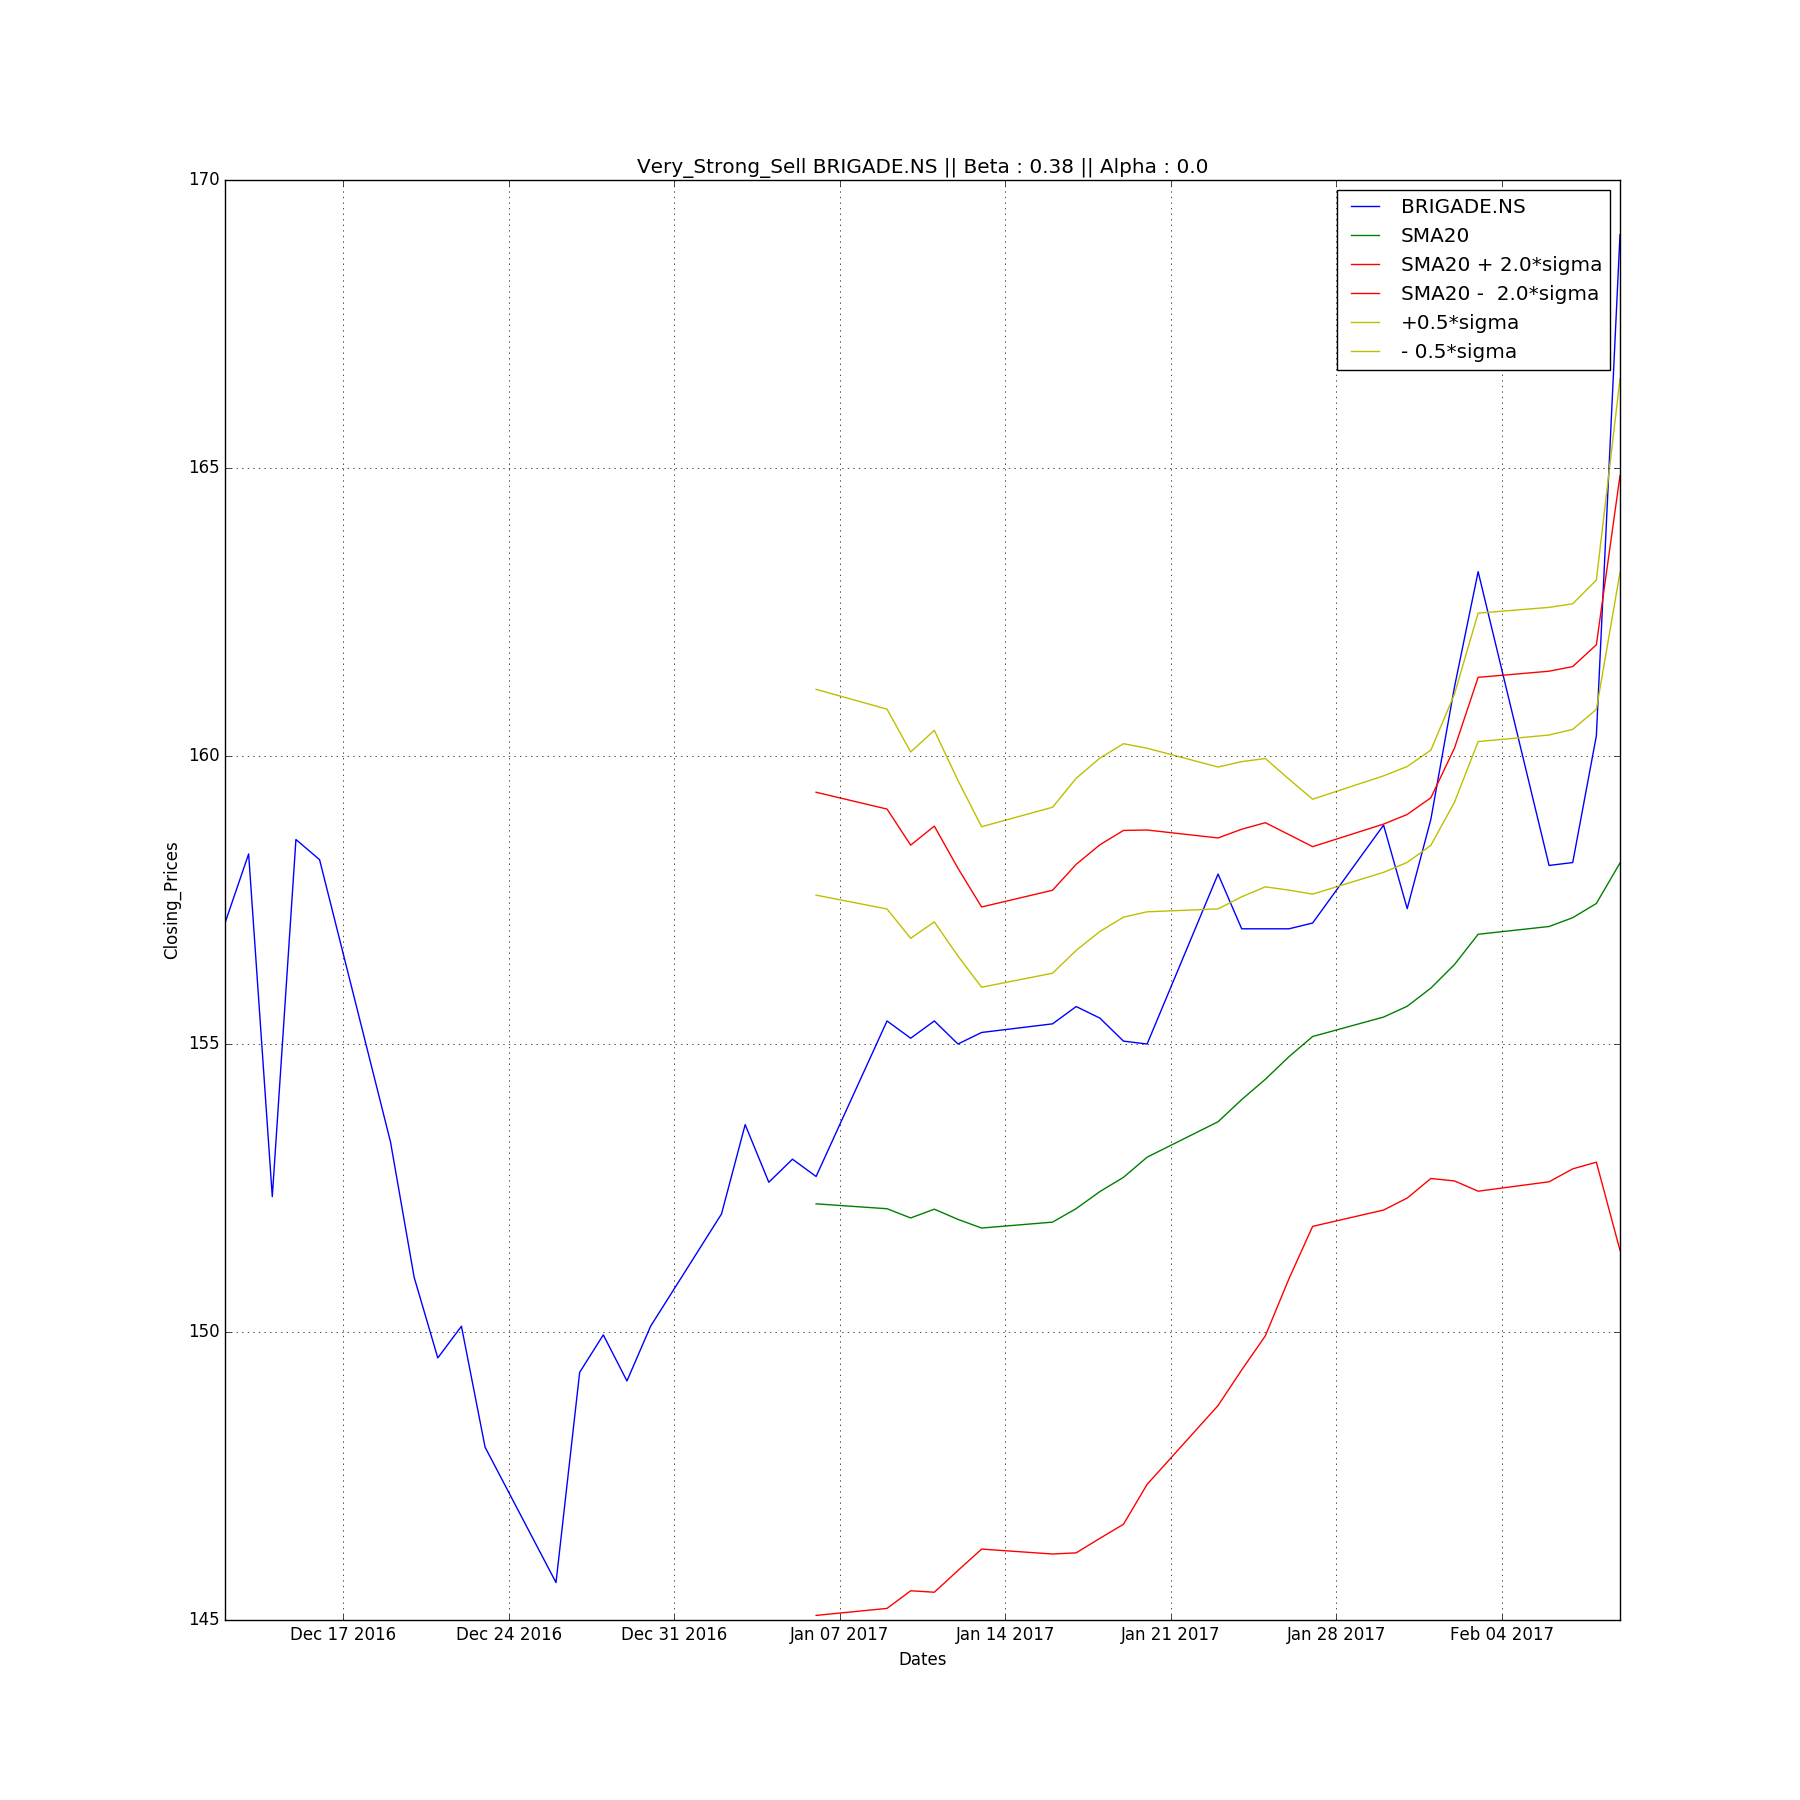 Very_Strong_Sell BRIGADE.NS || Beta : 0.38 || Alpha : 0.0
170
165
160
155
150
145
Closing_Prices
BRIGADE.NS
SMA20
SMA20 + 2.0*sigma
SMA20 -  2.0*sigma
+0.5*sigma
- 0.5*sigma
Dec 17 2016 Dec 24 2016 Dec 31 2016 Jan 07 2017 Jan 14 2017 Jan 21 2017 Jan 28 2017 Feb 04 2017
Dates